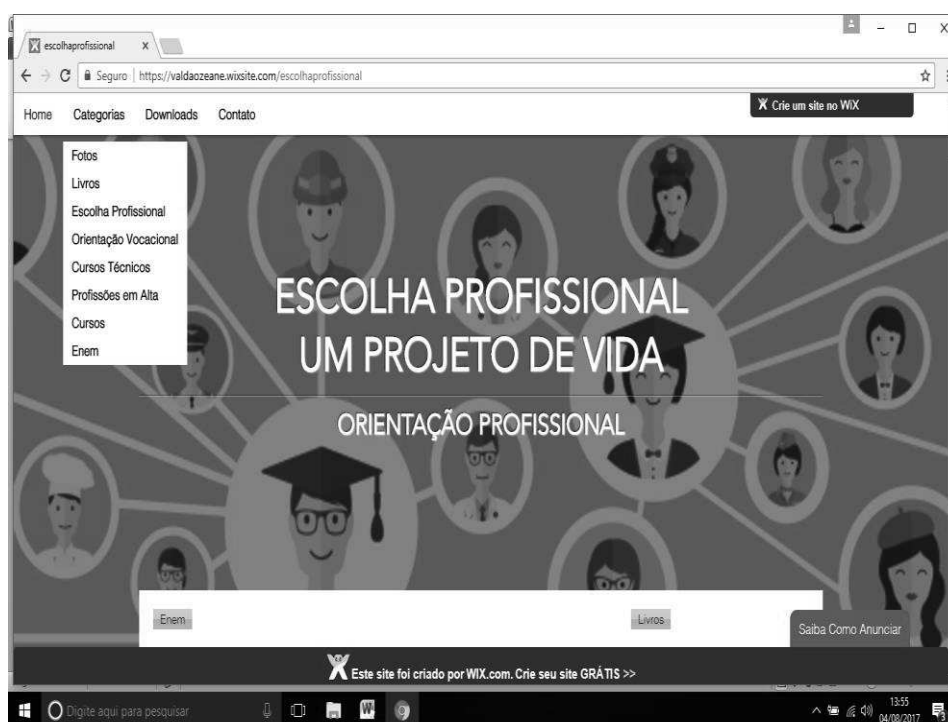 escolhaprofissional
Seguro | https://valdaozeane.wixsite.com/escolhaprofissional
Home Categorias Downloads Contato
Crie um site no WiX
Fotos
Livros
Escolha Profissional
Orientação Vocacional
Cursos Técnicos
Profissões em Alta
Cursos
Enem
ESCOLHA PROFISSIONAL
UM PROJETO DE VIDA
ORIENTAÇÃO PROFISSIONAL
Enem Livros
Saiba Como Anunciar
Este site foi criado por WIX.com. Crie seu site GRÁTIS >>
Digite aqui para pesquisar
13:55
04/08/2017